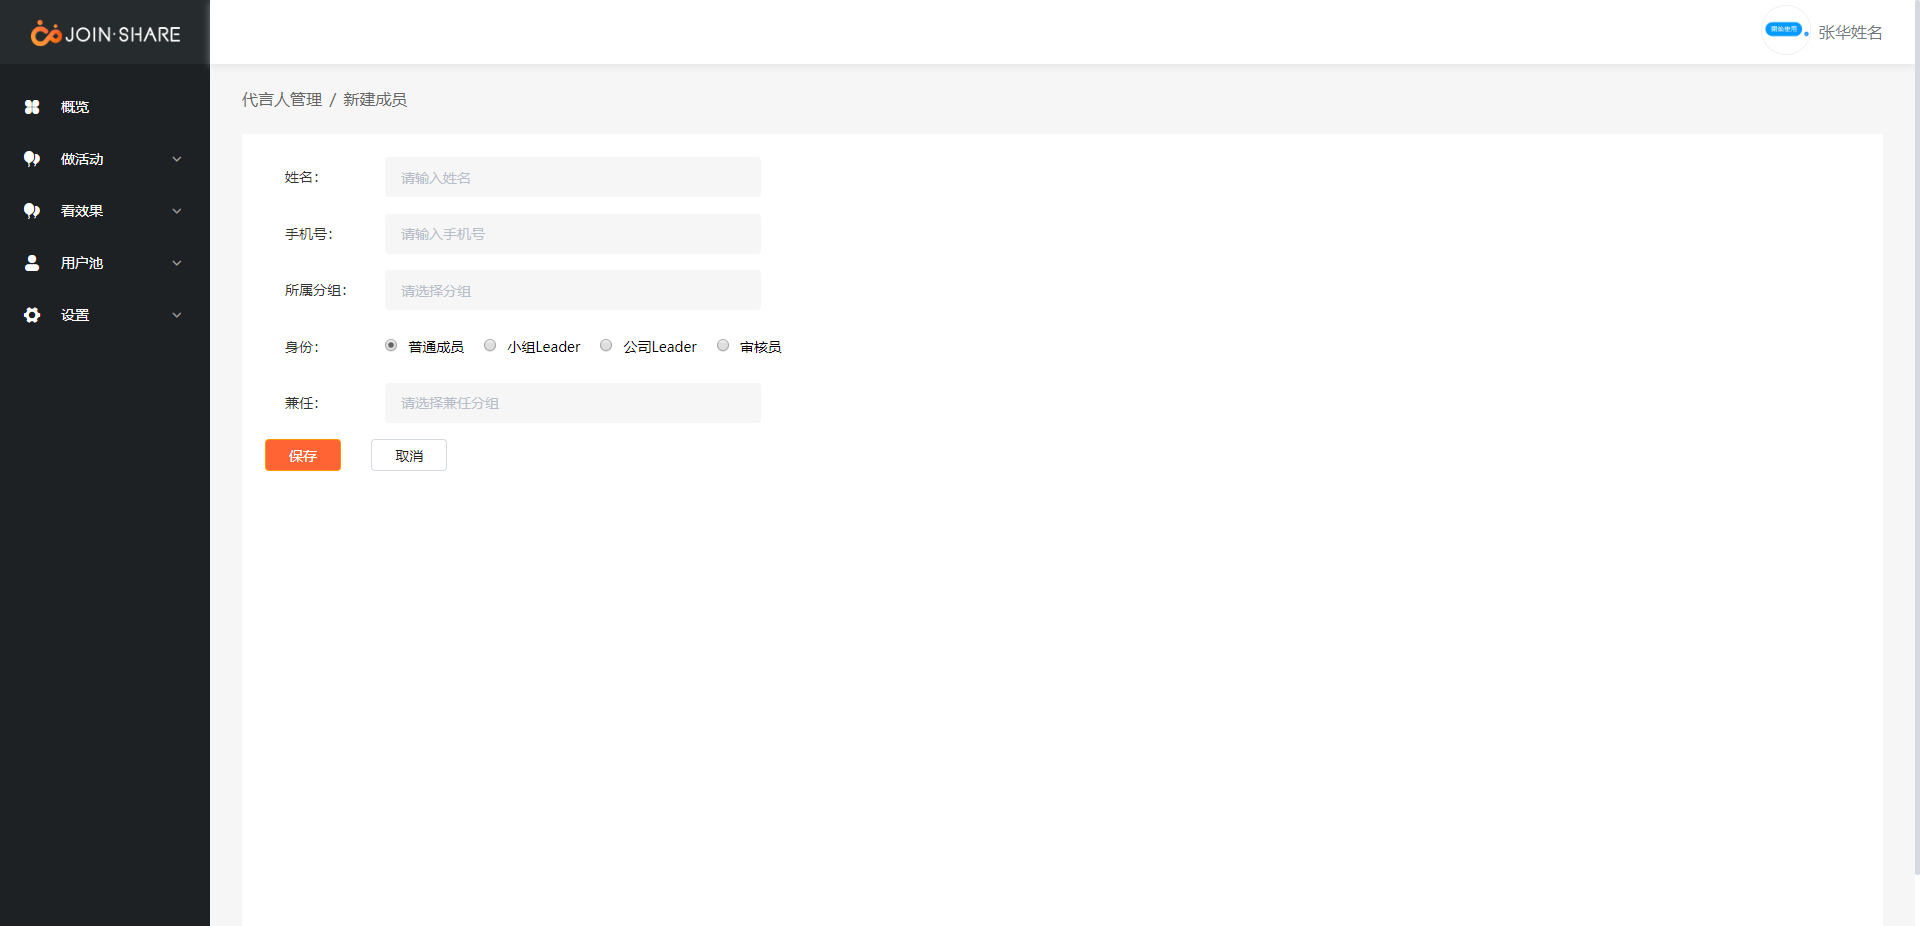 JOIN·SHARE
开始使用
张华姓名
概览
做活动
看效果
用户池
设置
代言人管理 / 新建成员
姓名：
请输入姓名
手机号：
请输入手机号
所属分组：
请选择分组
身份：
普通成员 小组Leader 公司Leader 审核员
兼任：
请选择兼任分组
保存 取消